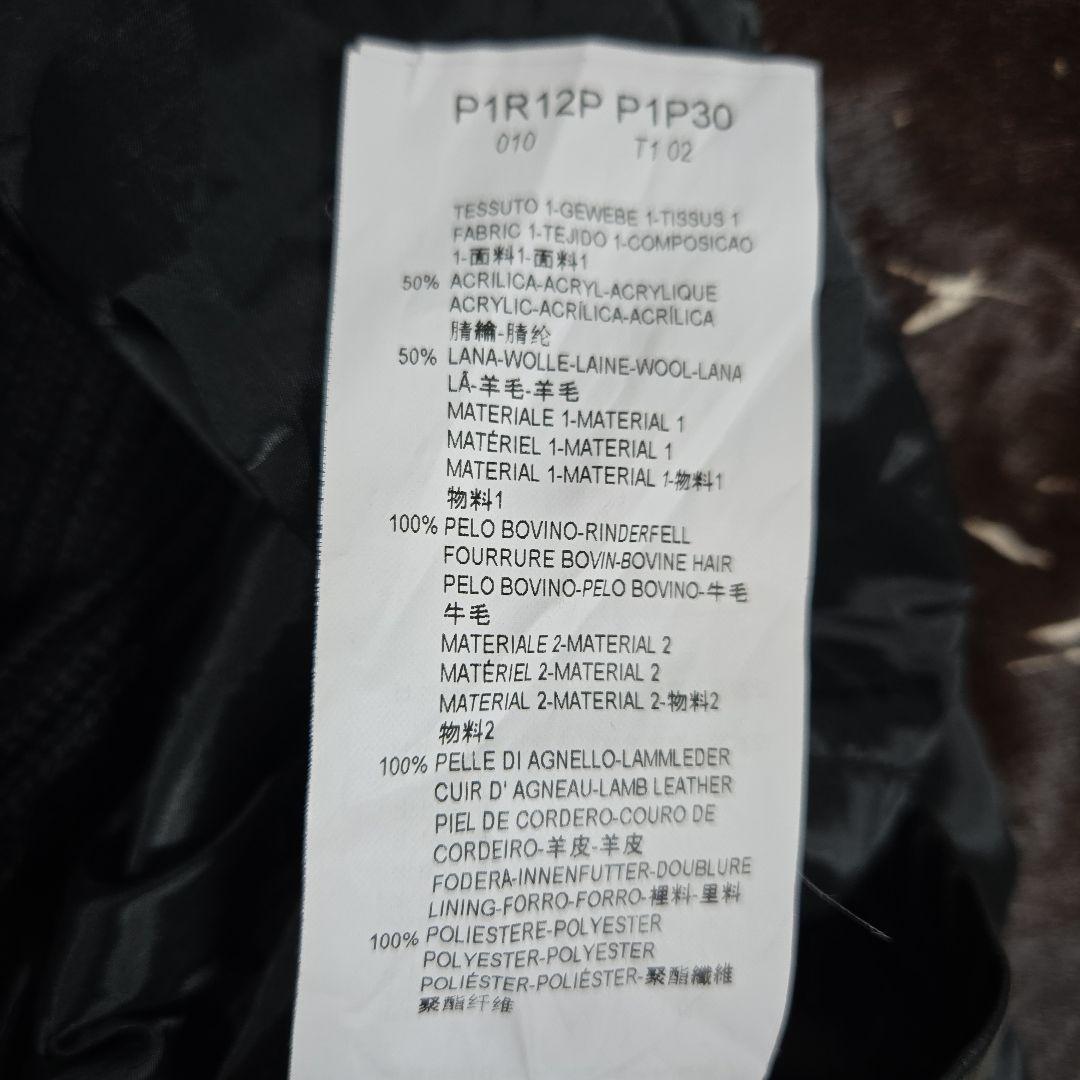 P1R12P P1P30
010 T1 02
TESSUTO 1-GEWEBE 1-TISSUS 1
FABRIC 1-TEJIDO 1-COMPOSICAO
1-面料1-面料1
50% ACRILICA-ACRYL-ACRYLIQUE
ACRYLIC-ACRÍLICA-ACRÍLICA
腈綸-腈纶
50% LANA-WOLLE-LAINE-WOOL-LANA
LÃ-羊毛-羊毛
MATERIALE 1-MATERIAL 1
MATÉRIEL 1-MATERIAL 1
MATERIAL 1-MATERIAL 1-物料1
物料1
100% PELO BOVINO-RINDERFELL
FOURRURE BOVIN-BOVINE HAIR
PELO BOVINO-PELO BOVINO-牛毛
牛毛
MATERIALE 2-MATERIAL 2
MATÉRIEL 2-MATERIAL 2
MATERIAL 2-MATERIAL 2-物料2
物料2
100% PELLE DI AGNELLO-LAMMLEDER
CUIR D' AGNEAU-LAMB LEATHER
PIEL DE CORDERO-COURO DE
CORDEIRO-羊皮-羊皮
FODERA-INNENFUTTER-DOUBLURE
LINING-FORRO-FORRO-裡料-里料
100% POLIESTERE-POLYESTER
POLYESTER-POLYESTER
POLIÉSTER-POLIÉSTER-聚酯纖維
聚酯纤维